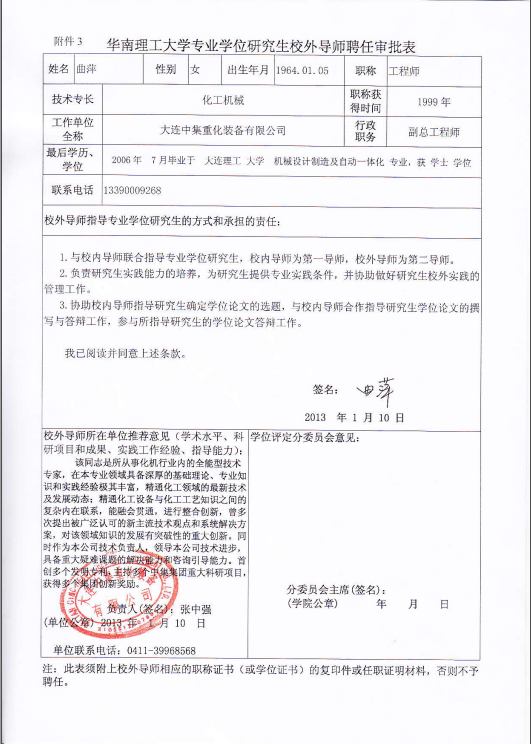 附件 3
华南理工大学专业学位研究生校外导师聘任审批表
姓名 曲萍 性别 女 出生年月 1964.01.05 职称 工程师
技术专长 化工机械 职称获得时间 1999 年
工作单位全称 大连中集重化装备有限公司 行政职务 副总工程师
最后学历、学位 2006 年 7 月毕业于 大连理工 大学 机械设计制造及自动一体化 专业，获 学士 学位
联系电话 13390009268
校外导师指导专业学位研究生的方式和承担的责任：
1. 与校内导师联合指导专业学位研究生，校内导师为第一导师，校外导师为第二导师。
2. 负责研究生实践能力的培养，为研究生提供专业实践条件，并协助做好研究生校外实践的
管理工作。
3. 协助校内导师指导研究生确定学位论文的选题，与校内导师合作指导研究生学位论文的撰
写与答辩工作，参与所指导研究生的学位论文答辩工作。
我已阅读并同意上述条款。
签名： 曲萍
2013 年 1 月 10 日
校外导师所在单位推荐意见（学术水平、科
研项目和成果、实践工作经验、指导能力）：
该同志是所从事化机行业内的全能型技术
专家，在本专业领域具备深厚的基础理论、专业知
识和实践经验极其丰富，精通化工领域的最新技术
及发展动态；精通化工设备与化工工艺知识之间的
复杂内在联系，能融会贯通，进行整合创新，曾多
次提出被广泛认可的新主流技术观点和系统解决方
案，对该领域知识的发展有突破性的重大创新。同
时作为本公司技术负责人，领导本公司技术进步，
具备重大疑难课题的解决能力和咨询引导能力。首
创多个发明专利，主持多个中集集团重大科研项目，
获得多个集团创新奖励。
负责人（签名）：张中强
（单位公章） 2013 年 1 月 10 日
单位联系电话：0411-39968568
学位评定分委员会意见：
分委员会主席（签名）：
（学院公章） 年 月 日
注：此表须附上校外导师相应的职称证书（或学位证书）的复印件或任职证明材料，否则不予
聘任。